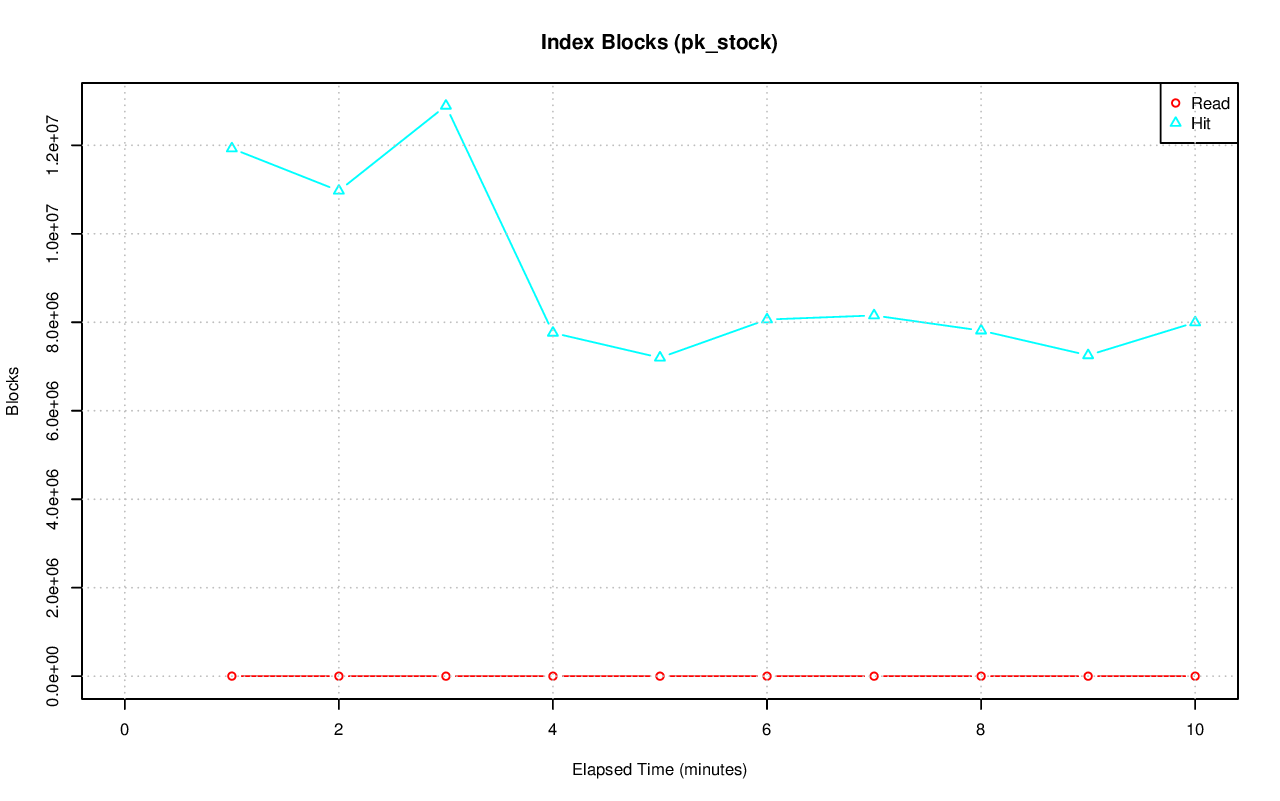 Index Blocks (pk_stock)
Read
Hit
Blocks
1.2e+07
1.0e+07
8.0e+06
6.0e+06
4.0e+06
2.0e+06
0.0e+00
0 2 4 6 8 10
Elapsed Time (minutes)